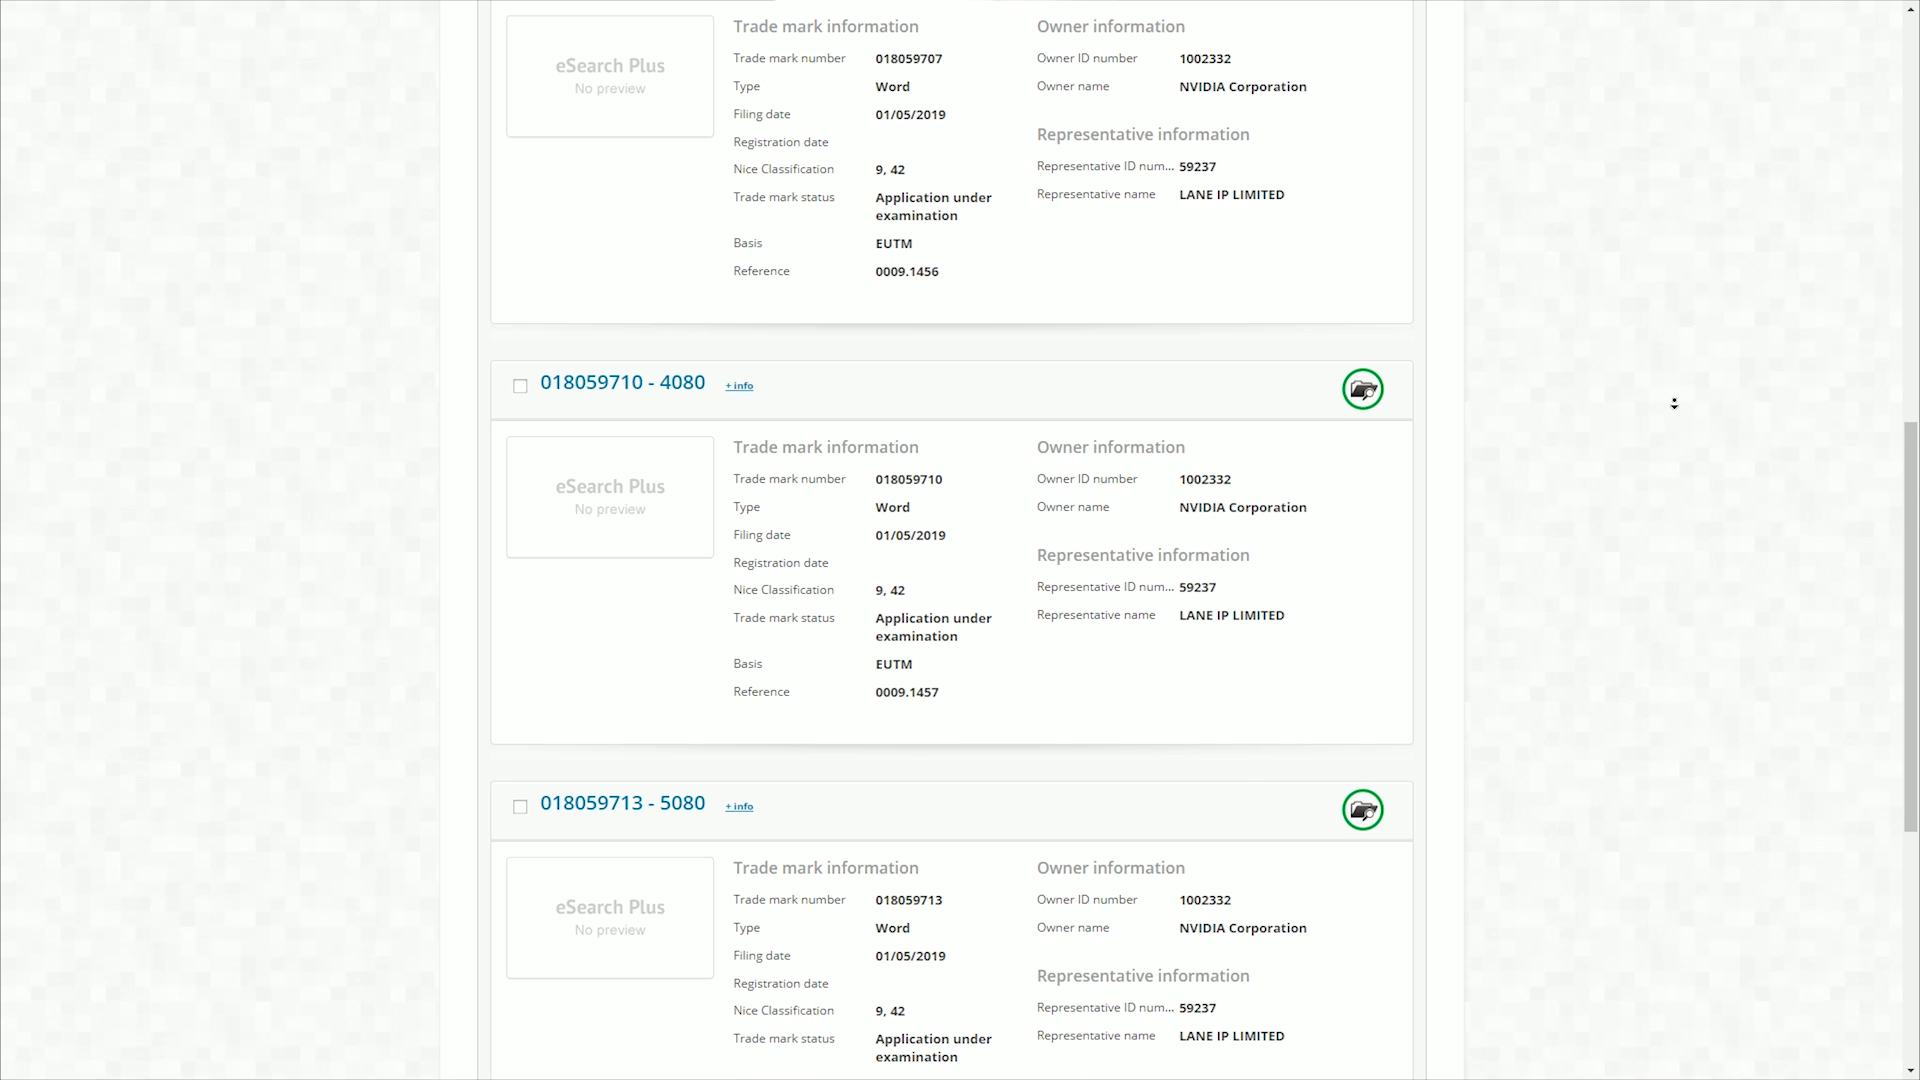 eSearch Plus
No preview
Trade mark information
Trade mark number 018059707
Type Word
Filing date 01/05/2019
Registration date
Nice Classification 9, 42
Trade mark status Application under
examination
Basis EUTM
Reference 0009.1456
Owner information
Owner ID number 1002332
Owner name NVIDIA Corporation
Representative information
Representative ID num... 59237
Representative name LANE IP LIMITED
018059710 - 4080 + info
eSearch Plus
No preview
Trade mark information
Trade mark number 018059710
Type Word
Filing date 01/05/2019
Registration date
Nice Classification 9, 42
Trade mark status Application under
examination
Basis EUTM
Reference 0009.1457
Owner information
Owner ID number 1002332
Owner name NVIDIA Corporation
Representative information
Representative ID num... 59237
Representative name LANE IP LIMITED
018059713 - 5080 + info
eSearch Plus
No preview
Trade mark information
Trade mark number 018059713
Type Word
Filing date 01/05/2019
Registration date
Nice Classification 9, 42
Trade mark status Application under
examination
Owner information
Owner ID number 1002332
Owner name NVIDIA Corporation
Representative information
Representative ID num... 59237
Representative name LANE IP LIMITED